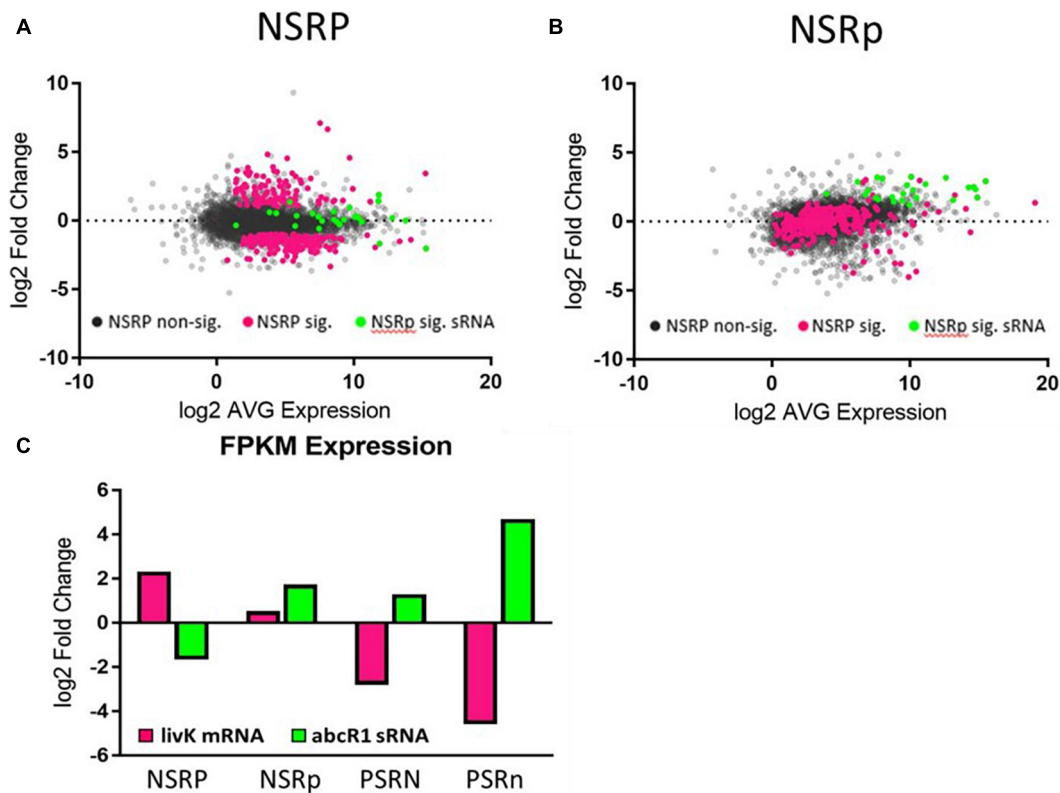 A
NSRP
log2 Fold Change
10
5
0
-5
-10
NSRP non-sig.
NSRP sig.
NSRp sig. sRNA
-10
0
10
20
log2 AVG Expression
B
NSRp
log2 Fold Change
10
5
0
-5
-10
NSRP non-sig.
NSRP sig.
NSRp sig. sRNA
-10
0
10
20
log2 AVG Expression
C
FPKM Expression
log2 Fold Change
6
4
2
0
-2
-4
-6
livK mRNA
abcR1 sRNA
NSRP
NSRp
PSRN
PSRn